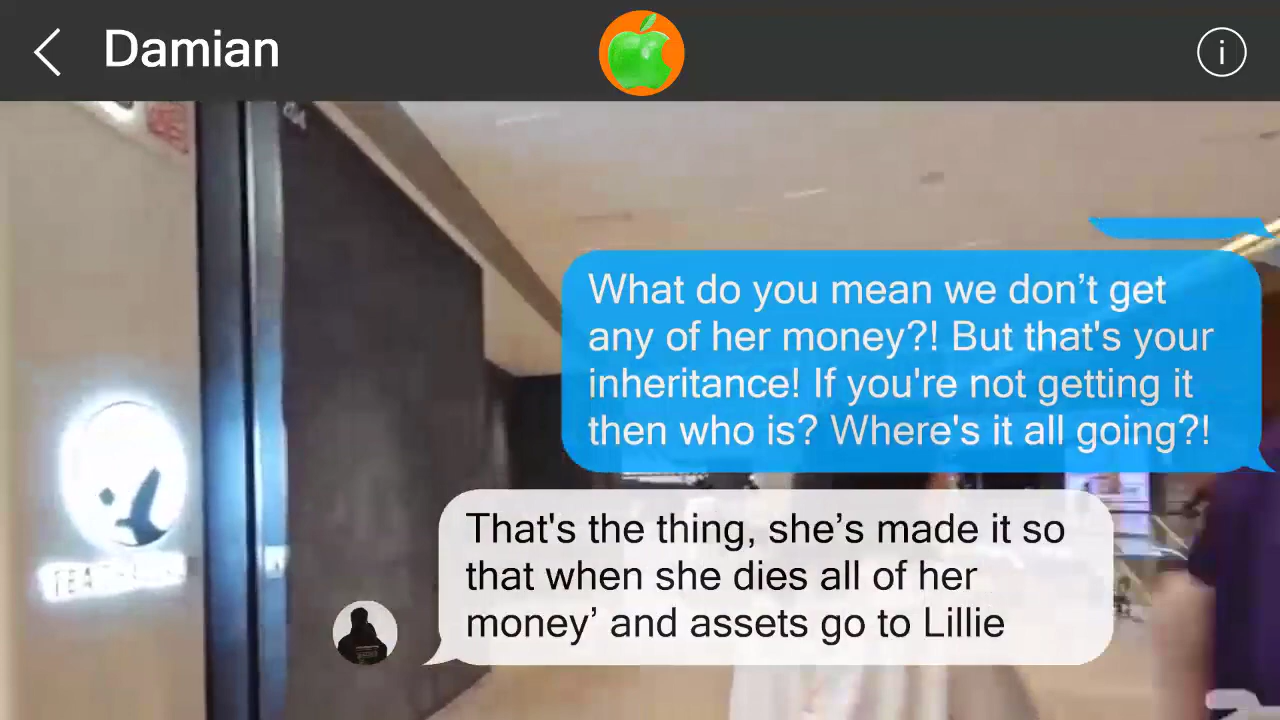 Damian
i
What do you mean we don’t get
any of her money?! But that's your
inheritance! If you're not getting it
then who is? Where's it all going?!
That's the thing, she’s made it so
that when she dies all of her
money’ and assets go to Lillie